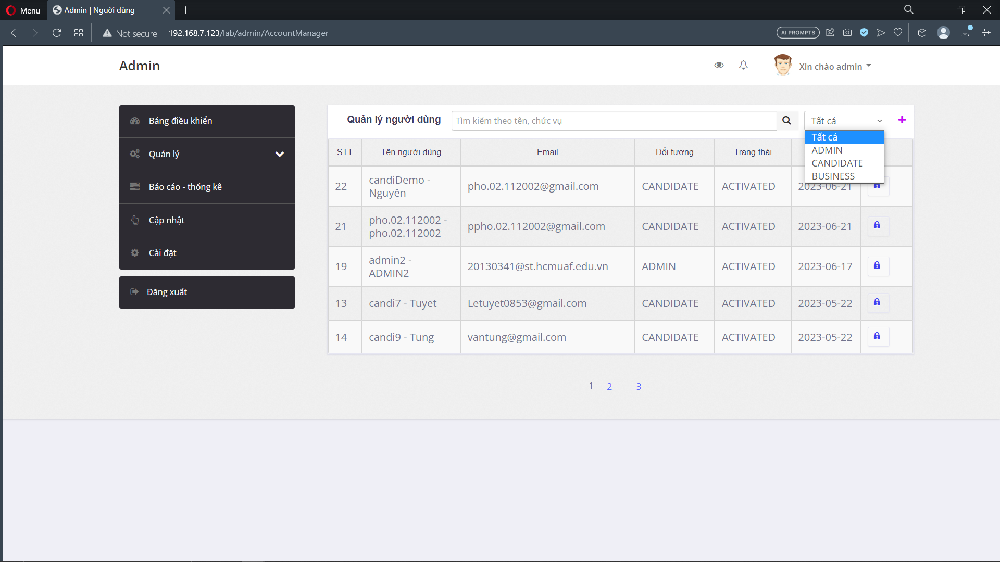 Menu
Admin | Người dùng
Not secure
192.168.7.123/lab/admin/AccountManager
AI PROMPTS
Admin
Xin chào admin
Bảng điều khiển
Quản lý
Báo cáo - thống kê
Cập nhật
Cài đặt
Đăng xuất
Quản lý người dùng
Tìm kiếm theo tên, chức vụ
Tất cả
Tất cả
ADMIN
CANDIDATE
BUSINESS
STT Tên người dùng Email Đối tượng Trạng thái
22 candiDemo - Nguyên pho.02.112002@gmail.com CANDIDATE ACTIVATED 2023-06-21
21 pho.02.112002 - pho.02.112002 ppho.02.112002@gmail.com CANDIDATE ACTIVATED 2023-06-21
19 admin2 - ADMIN2 20130341@st.hcmuaf.edu.vn ADMIN ACTIVATED 2023-06-17
13 candi7 - Tuyet Letuyet0853@gmail.com CANDIDATE ACTIVATED 2023-05-22
14 candi9 - Tung vantung@gmail.com CANDIDATE ACTIVATED 2023-05-22
1 2 3